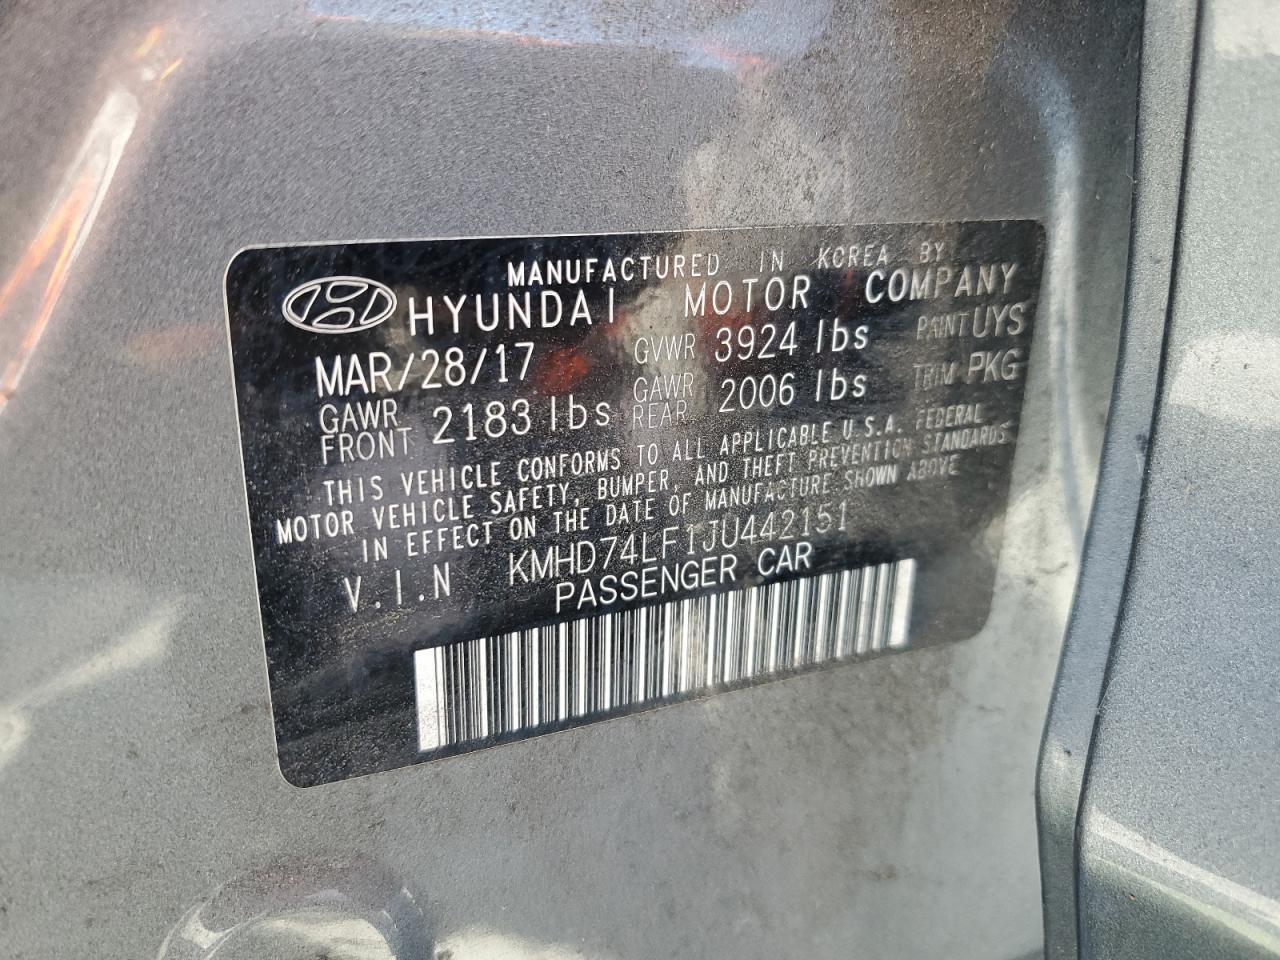 MANUFACTURED IN KOREA BY
HYUNDAI MOTOR COMPANY
MAR/28/17 GVWR 3924 lbs PAINT UYS
GAWR FRONT 2183 lbs GAWR REAR 2006 lbs TRIM PKG
THIS VEHICLE CONFORMS TO ALL APPLICABLE U.S.A. FEDERAL
MOTOR VEHICLE SAFETY, BUMPER, AND THEFT PREVENTION STANDARDS
IN EFFECT ON THE DATE OF MANUFACTURE SHOWN ABOVE
V.I.N KMHD74LF1JU442151
PASSENGER CAR